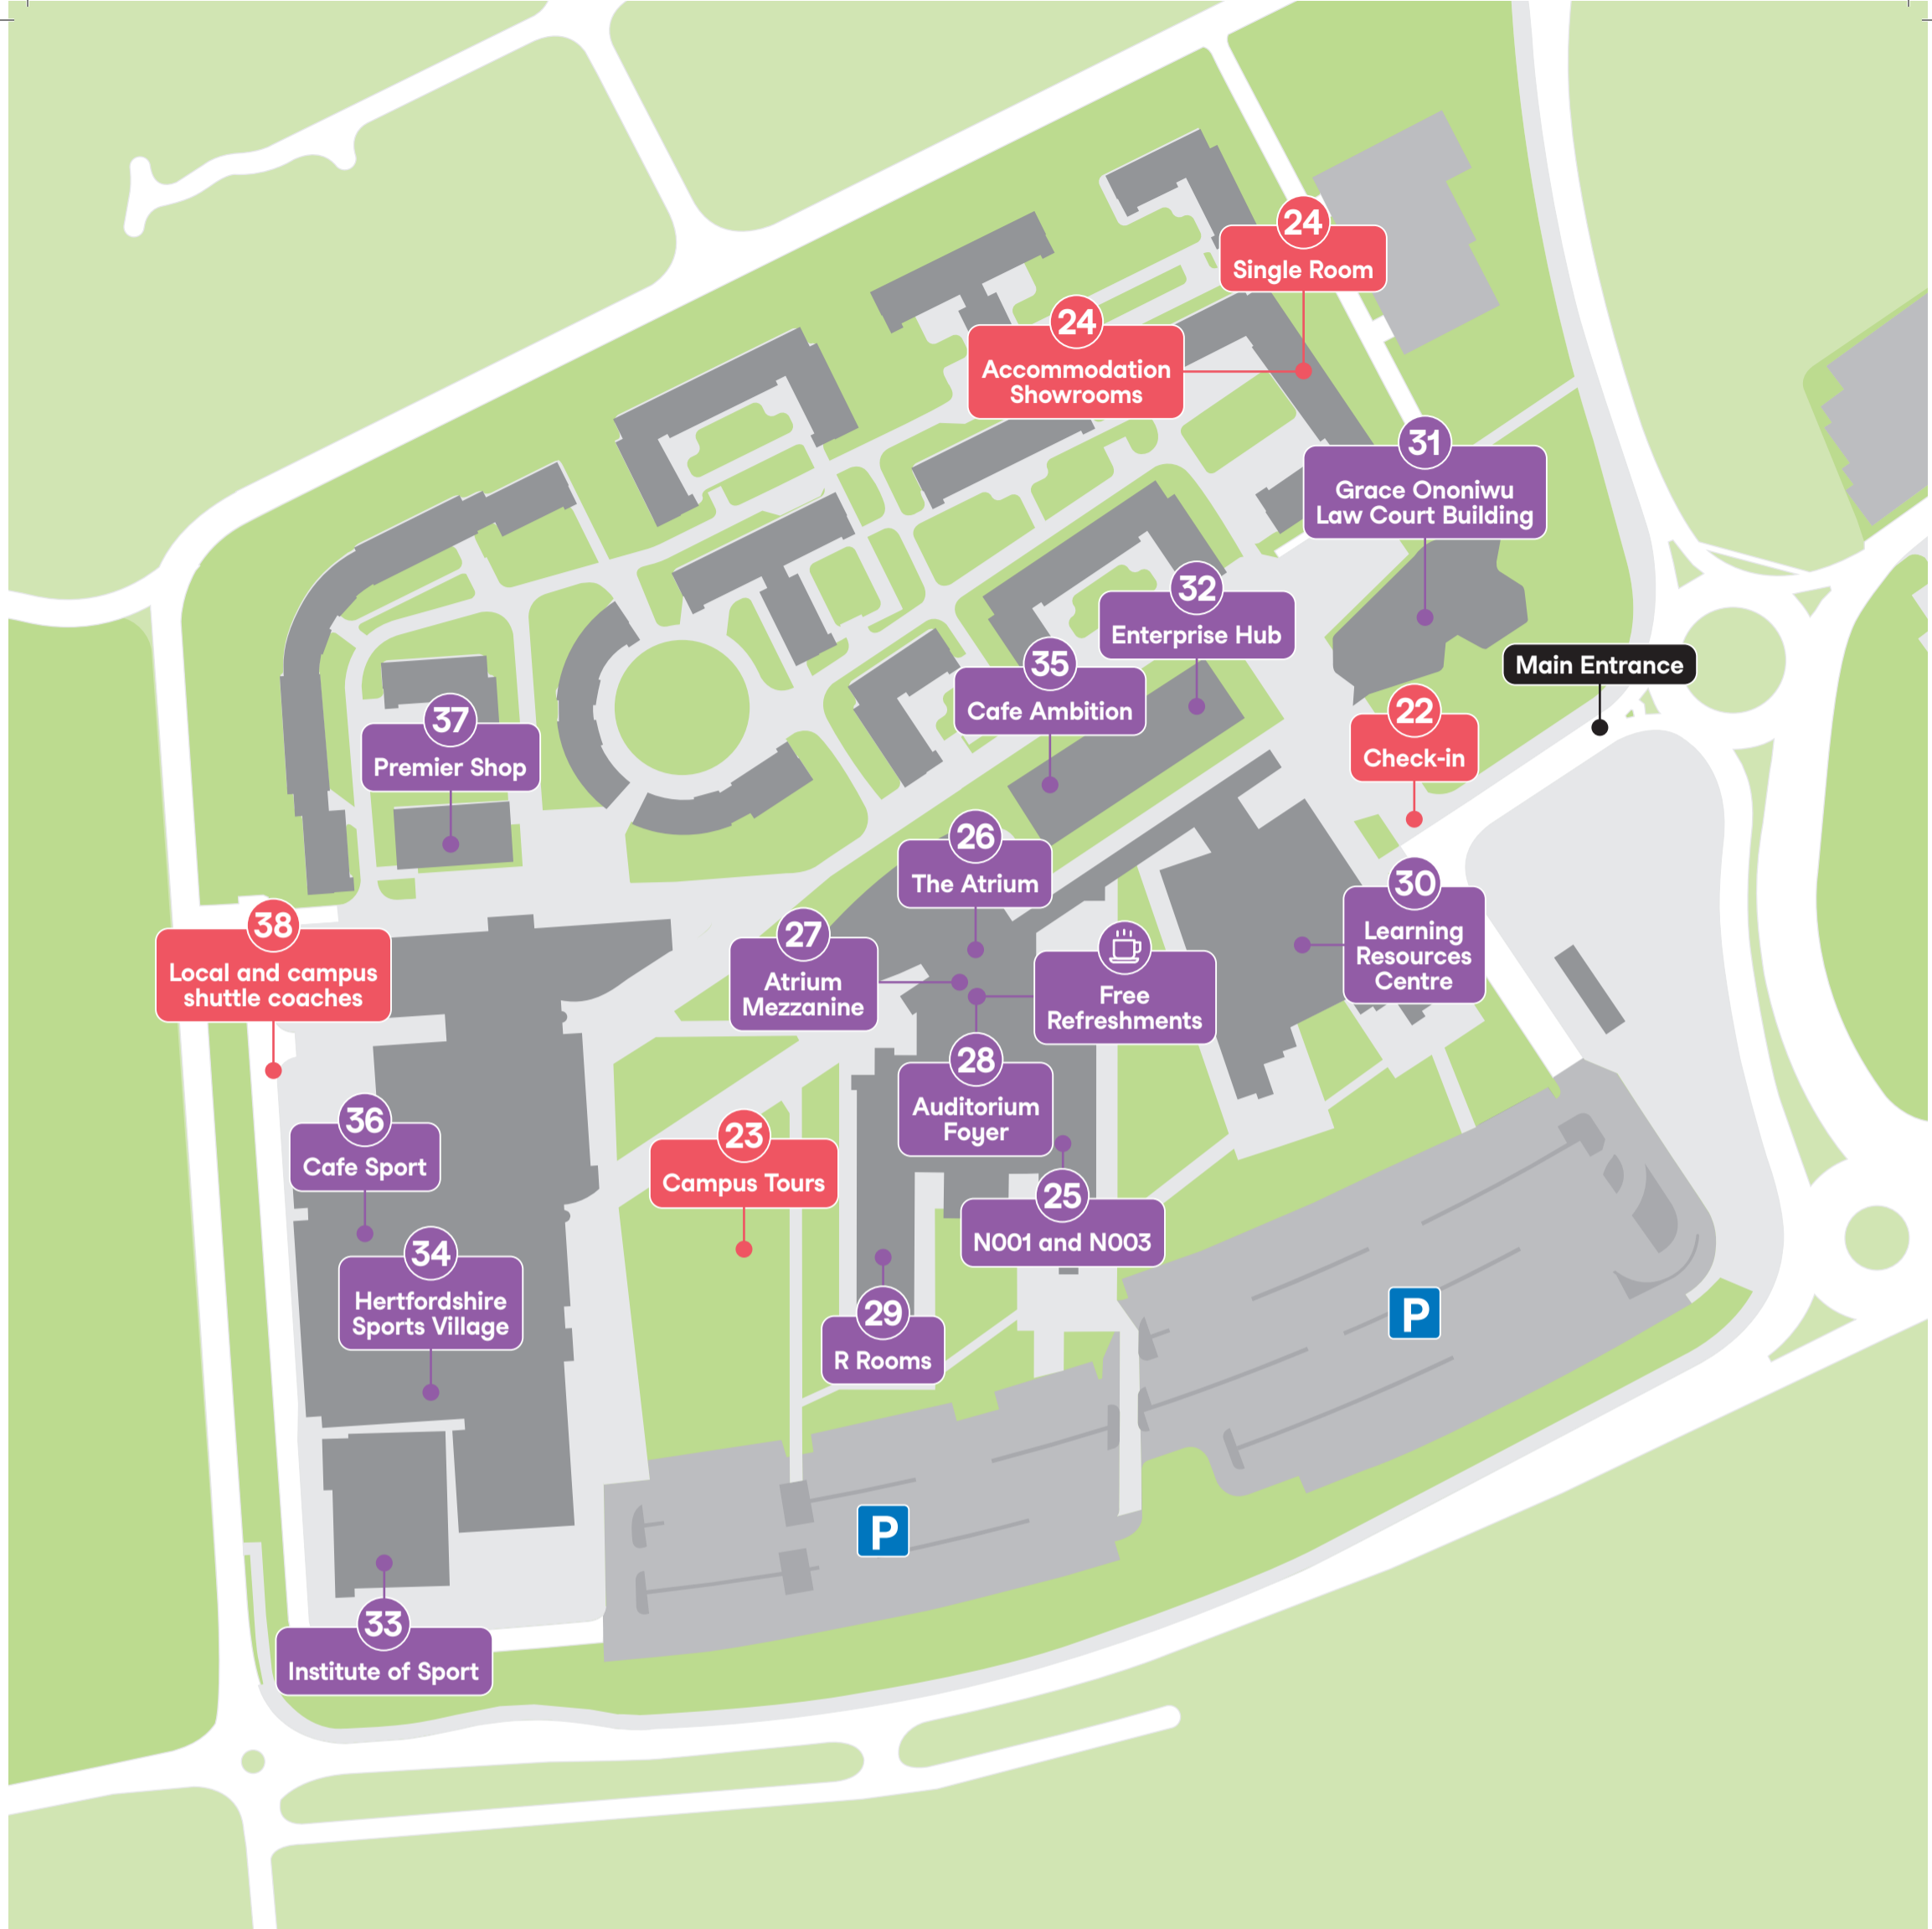 24
Single Room
24
Accommodation
Showrooms
31
Grace Ononiwu
Law Court Building
32
Enterprise Hub
35
Cafe Ambition
Main Entrance
22
Check-in
37
Premier Shop
26
The Atrium
30
Learning
Resources
Centre
38
Local and campus
shuttle coaches
27
Atrium
Mezzanine
Free
Refreshments
28
Auditorium
Foyer
36
Cafe Sport
23
Campus Tours
25
N001 and N003
34
Hertfordshire
Sports Village
29
R Rooms
P
P
33
Institute of Sport